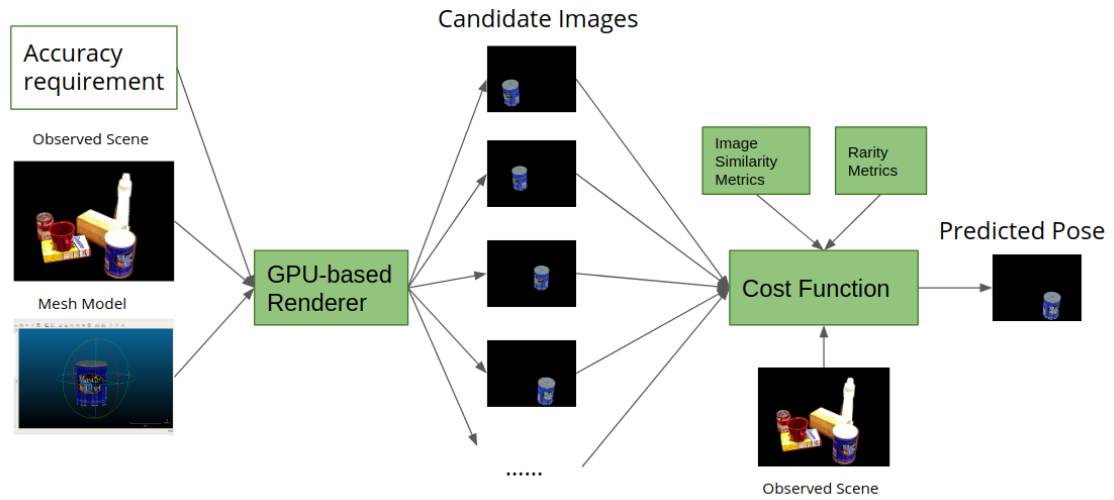 Candidate Images
Accuracy
requirement
Observed Scene
Image
Similarity
Metrics
Rarity
Metrics
Predicted Pose
GPU-based
Renderer
Cost Function
Mesh Model
......
Observed Scene